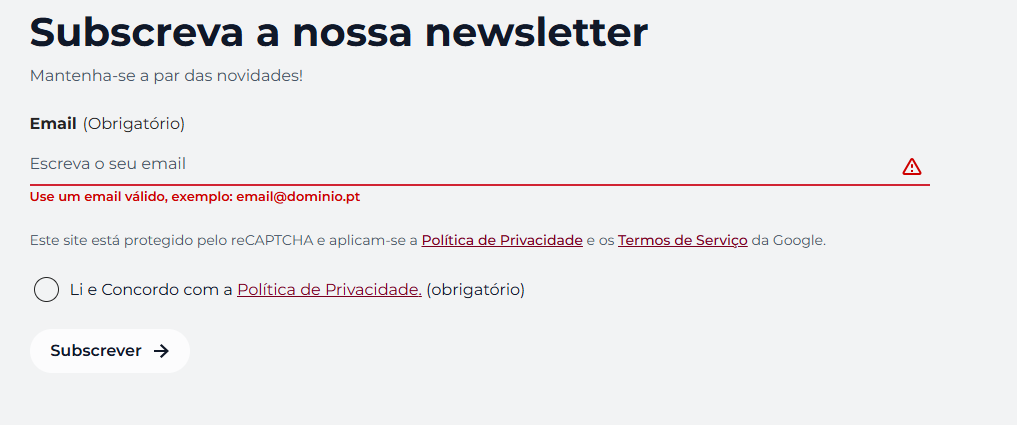 Subscreva a nossa newsletter
Mantenha-se a par das novidades!
Email (Obrigatório)
Escreva o seu email
Use um email válido, exemplo: email@dominio.pt
Este site está protegido pelo reCAPTCHA e aplicam-se a Política de Privacidade e os Termos de Serviço da Google.
Li e Concordo com a Política de Privacidade. (obrigatório)
Subscrever